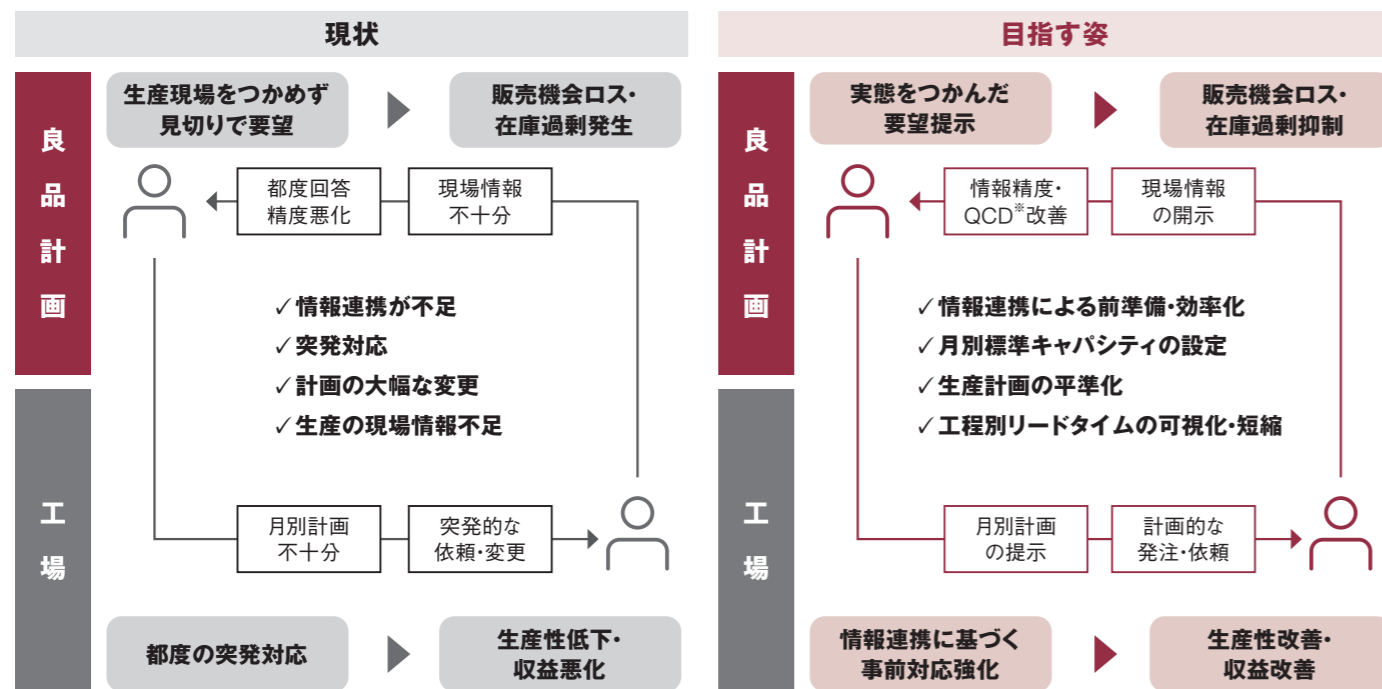 現状
良品計画
生産現場をつかめず
見切りで要望
販売機会ロス・
在庫過剰発生
都度回答
精度悪化
現場情報
不十分
✓情報連携が不足
✓突発対応
✓計画の大幅な変更
✓生産の現場情報不足
工場
月別計画
不十分
突発的な
依頼・変更
都度の突発対応
生産性低下・
収益悪化
目指す姿
良品計画
実態をつかんだ
要望提示
販売機会ロス・
在庫過剰抑制
情報精度・
QCD※改善
現場情報
の開示
✓情報連携による前準備・効率化
✓月別標準キャパシティの設定
✓生産計画の平準化
✓工程別リードタイムの可視化・短縮
工場
月別計画
の提示
計画的な
発注・依頼
情報連携に基づく
事前対応強化
生産性改善・
収益改善